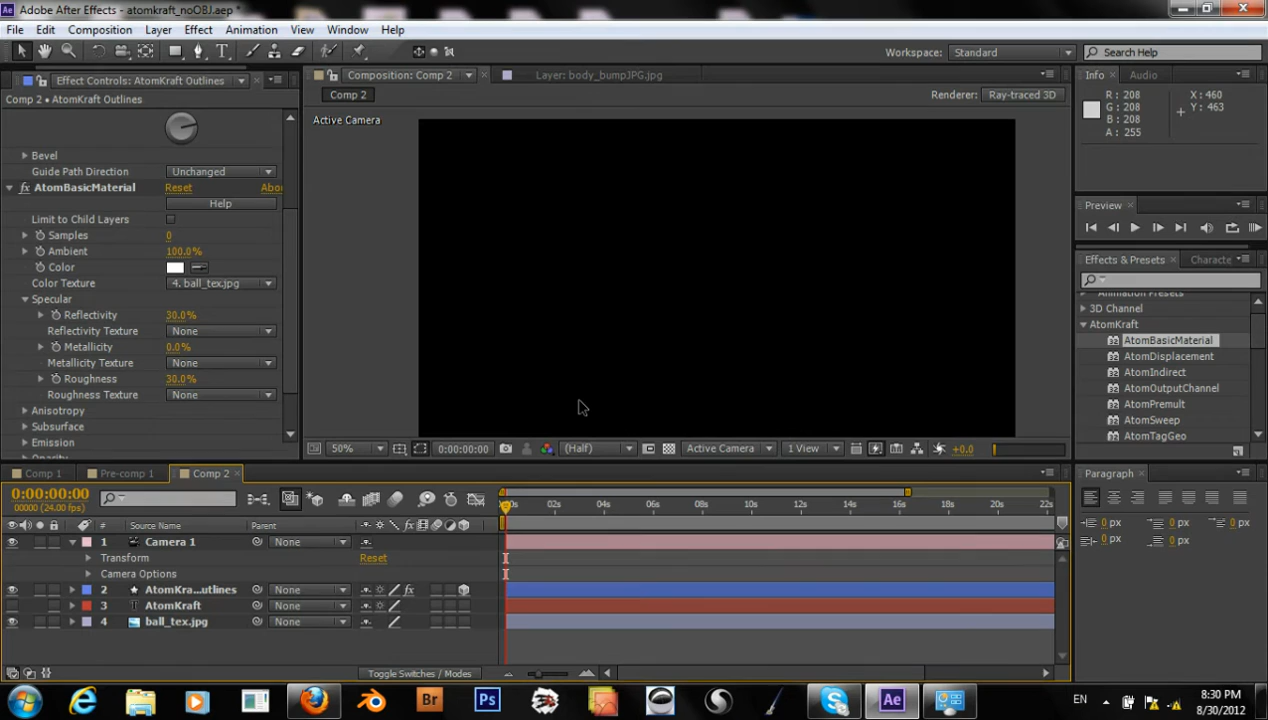 Adobe After Effects - atomkraft_noOBJ.aep *
File Edit Composition Layer Effect Animation View Window Help
Workspace: Standard Search Help
Effect Controls: AtomKraft Outlines
Composition: Comp 2
Layer: body_bumpJPG.jpg
Info Audio
Comp 2 • AtomKraft Outlines
Comp 2
Renderer: Ray-traced 3D
R: 208
G: 208
B: 208
A: 255
X: 460
Y: 463
Active Camera
Bevel
Guide Path Direction Unchanged
fx AtomBasicMaterial Reset Abou
Help
Limit to Child Layers
Samples 0
Ambient 100.0%
Color
Color Texture 4. ball_tex.jpg
Specular
Reflectivity 30.0%
Reflectivity Texture None
Metallicity 0.0%
Metallicity Texture None
Roughness 30.0%
Roughness Texture None
Anisotropy
Subsurface
Emission
Preview
Effects & Presets Characte
Animation Presets
3D Channel
AtomKraft
AtomBasicMaterial
AtomDisplacement
AtomIndirect
AtomOutputChannel
AtomPremult
AtomSweep
AtomTagGeo
50% 0:00:00:00 (Half) Active Camera 1 View +0.0
Comp 1 Pre-comp 1 Comp 2
Paragraph
0:00:00:00
00000 (24.00 fps)
02s 04s 06s 08s 10s 12s 14s 16s 18s 20s 22s
# Source Name Parent
1 Camera 1 None
Transform Reset
Camera Options
2 AtomKra...utlines None fx
3 AtomKraft None
4 ball_tex.jpg None
0 px 0 px 0 px
0 px 0 px
Toggle Switches / Modes
Br Ps Ae
EN
8:30 PM
8/30/2012